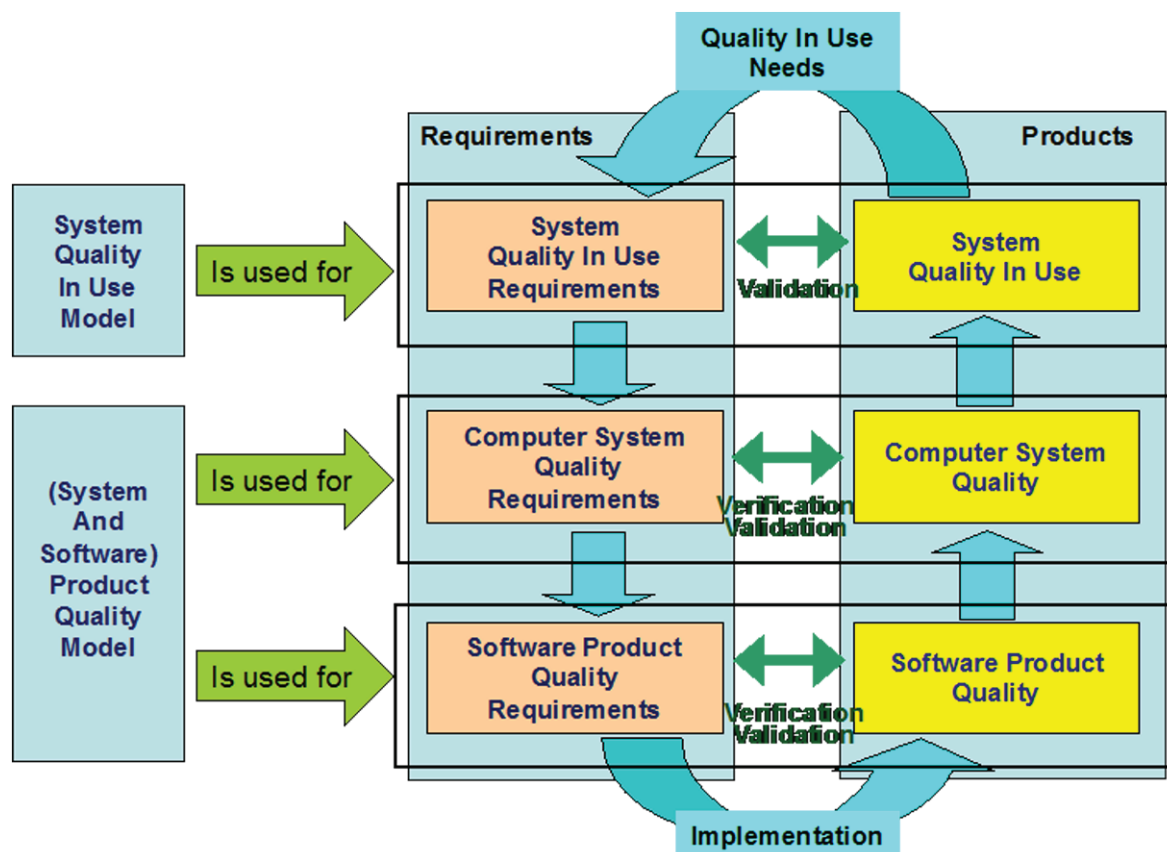 Quality In Use
Needs
Requirements
Products
System
Quality
In Use
Model
Is used for
System
Quality In Use
Requirements
Validation
System
Quality In Use
(System
And
Software)
Product
Quality
Model
Is used for
Computer System
Quality
Requirements
Verification
Validation
Computer System
Quality
Is used for
Software Product
Quality
Requirements
Verification
Validation
Software Product
Quality
Implementation